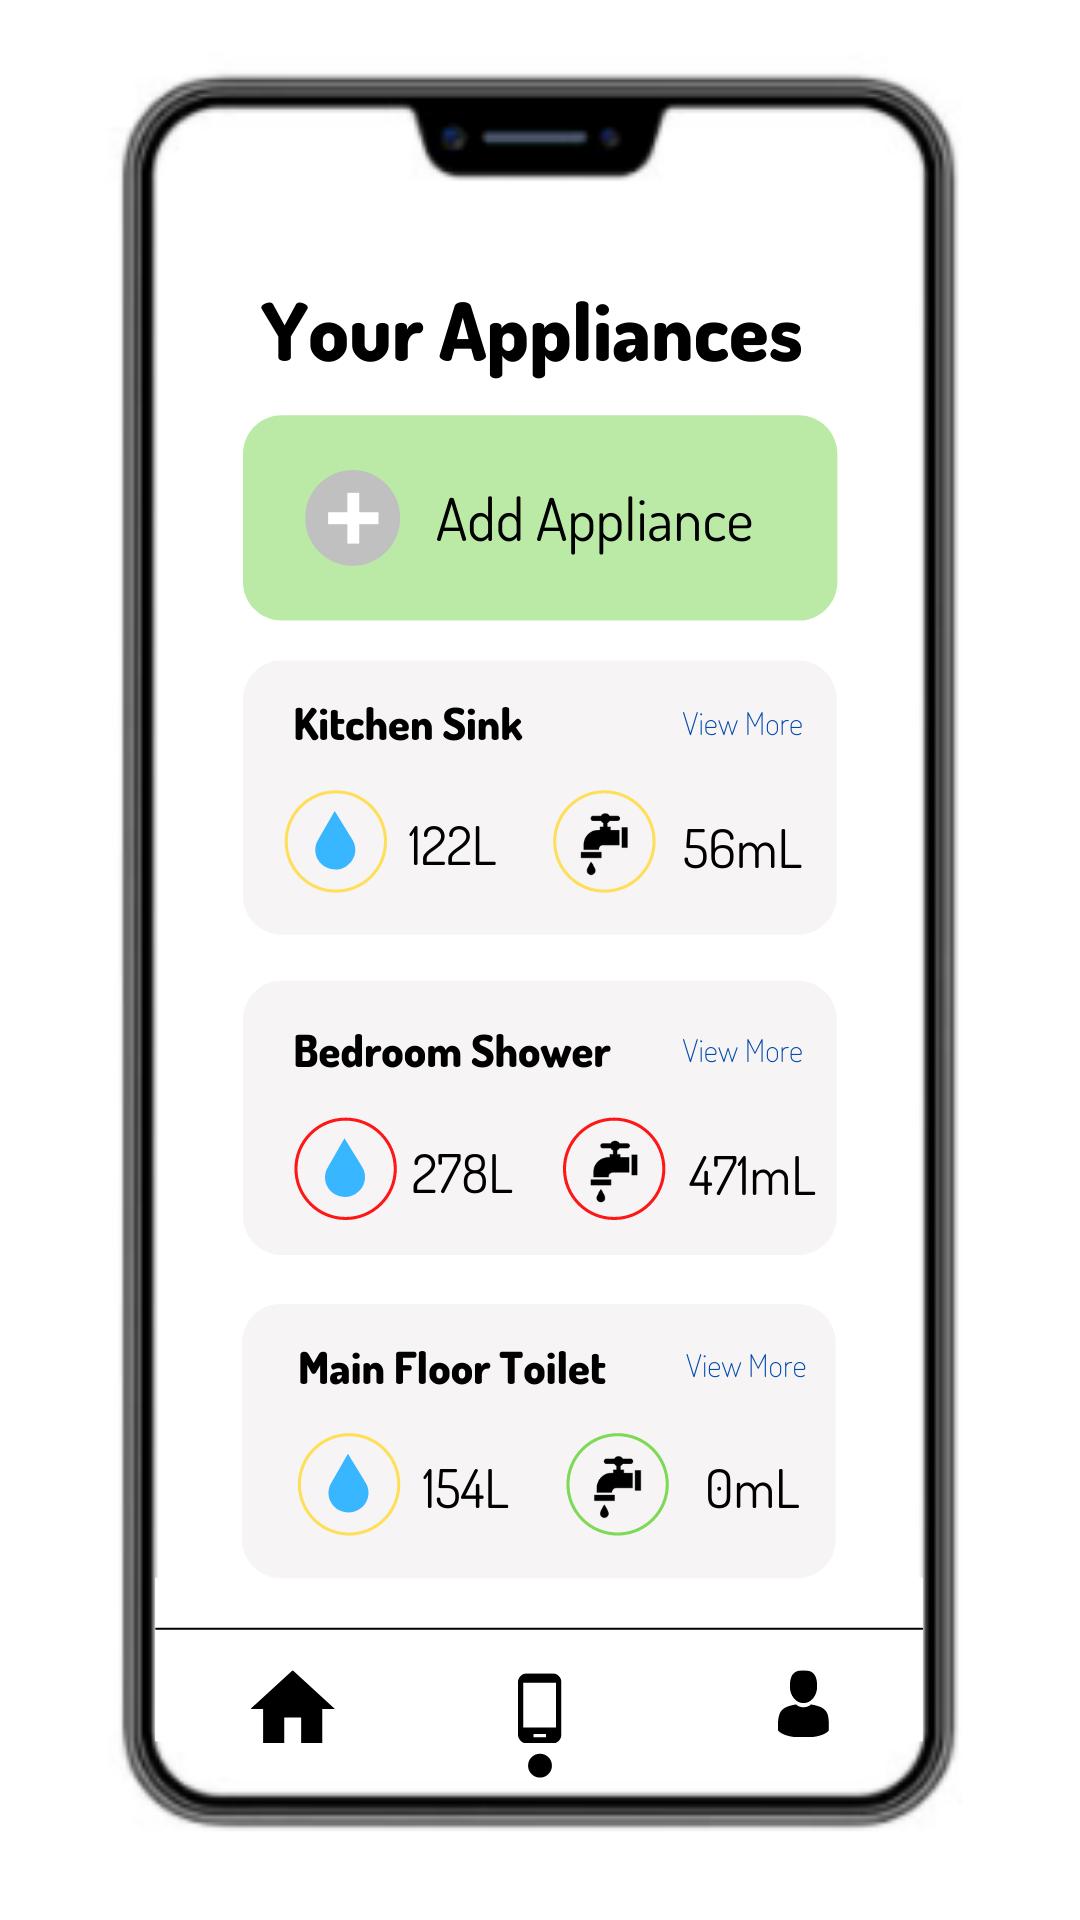 Your Appliances
Add Appliance
Kitchen Sink View More
122L 56mL
Bedroom Shower View More
278L 471mL
Main Floor Toilet View More
154L 0mL